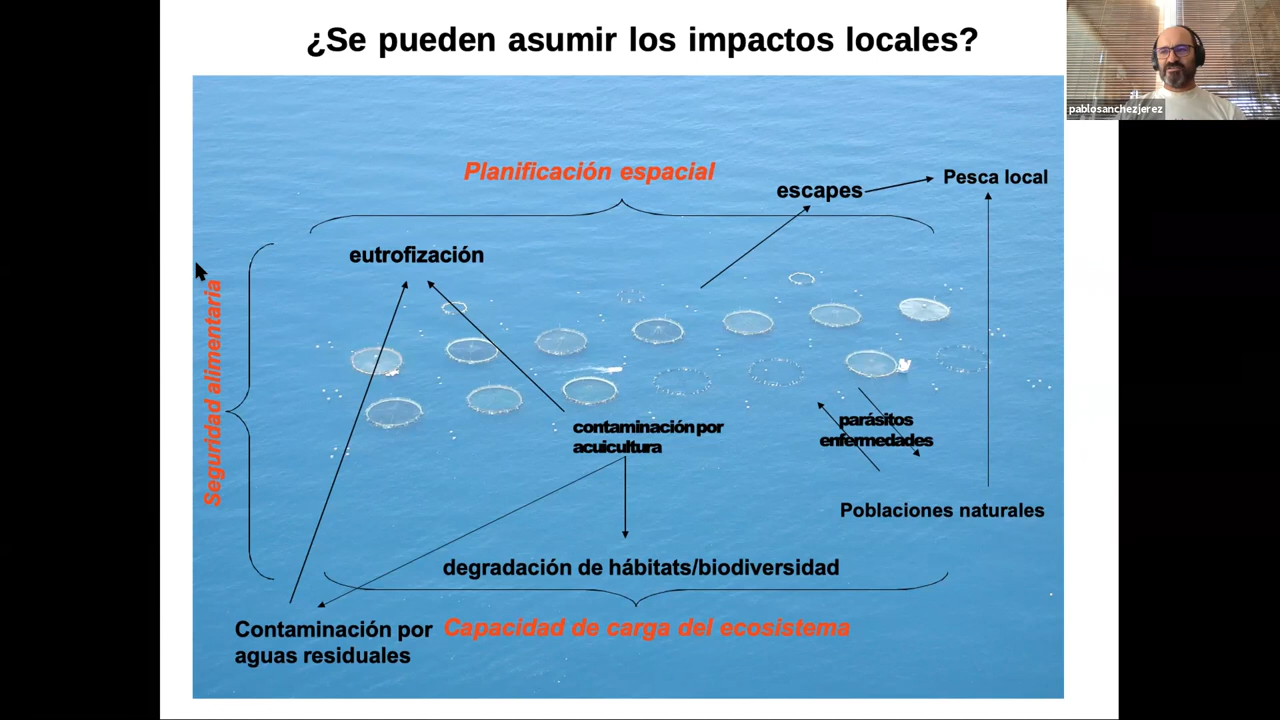 ¿Se pueden asumir los impactos locales?
pablosanchezjerez
Planificación espacial
escapes
Pesca local
eutrofización
Seguridad alimentaria
contaminación por
acuicultura
parásitos
enfermedades
Poblaciones naturales
degradación de hábitats/biodiversidad
Contaminación por
aguas residuales
Capacidad de carga del ecosistema